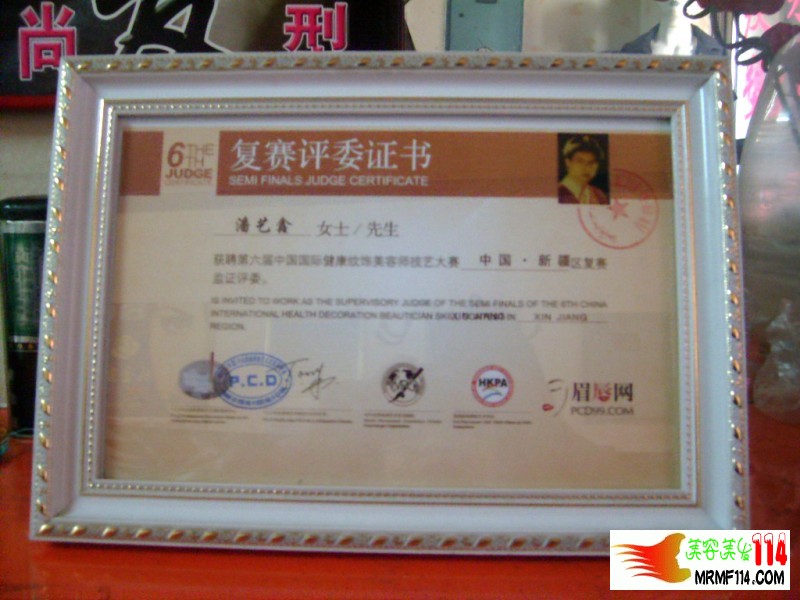 尚 刑
6TH THE
JUDGE
CERTIFICATE
复赛评委证书
SEMI FINALS JUDGE CERTIFICATE
潘艺鑫 女士/先生
获聘第六届中国国际健康纹饰美容师技艺大赛 中国·新疆 区复赛
监证评委。
IS INVITED TO WORK AS THE SUPERVISORY JUDGE OF THE SEMI FINALS OF THE 6TH CHINA
INTERNATIONAL HEALTH DECORATION BEAUTICIAN IN XIN JIANG
REGION.
P.C.D
HKPA
眉唇网
PCD99.COM
美容美发114
MRMF114.COM